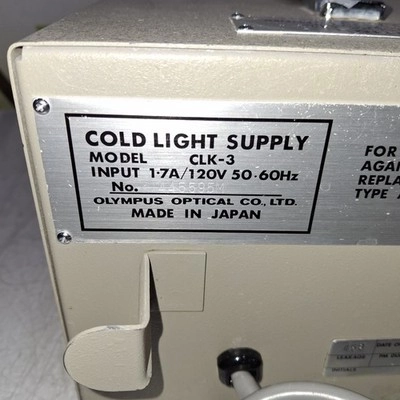 COLD LIGHT SUPPLY
MODEL CLK-3
INPUT 1·7A/120V 50·60Hz
No.
OLYMPUS OPTICAL CO., LTD.
MADE IN JAPAN
FOR
AGAI
REPLA
TYPE
LEAKAGE